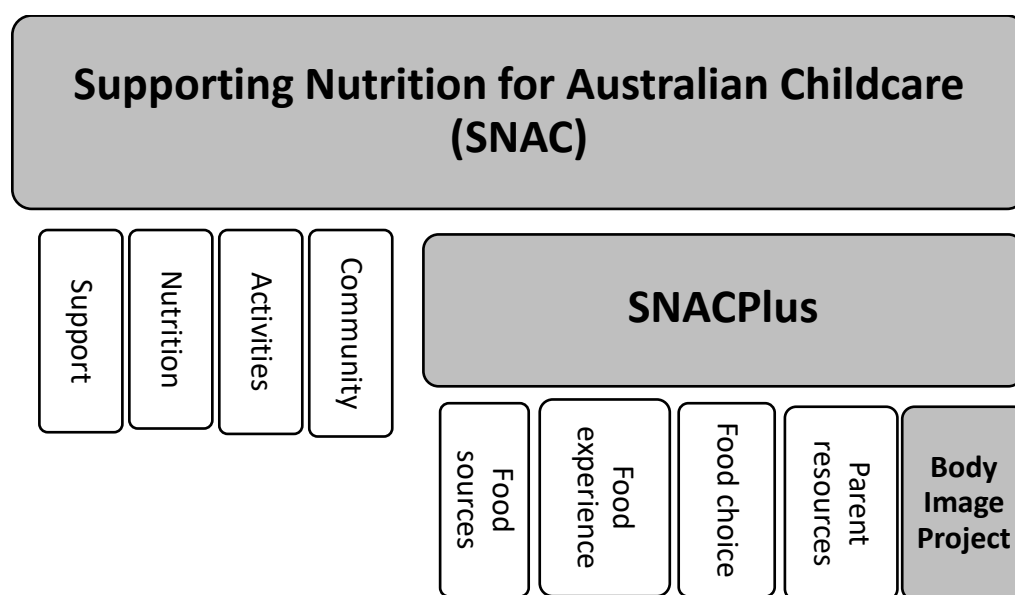 Supporting Nutrition for Australian Childcare
(SNAC)
Support
Nutrition
Activities
Community
SNACPlus
Food
sources
Food
experience
Food choice
Parent
resources
Body
Image
Project